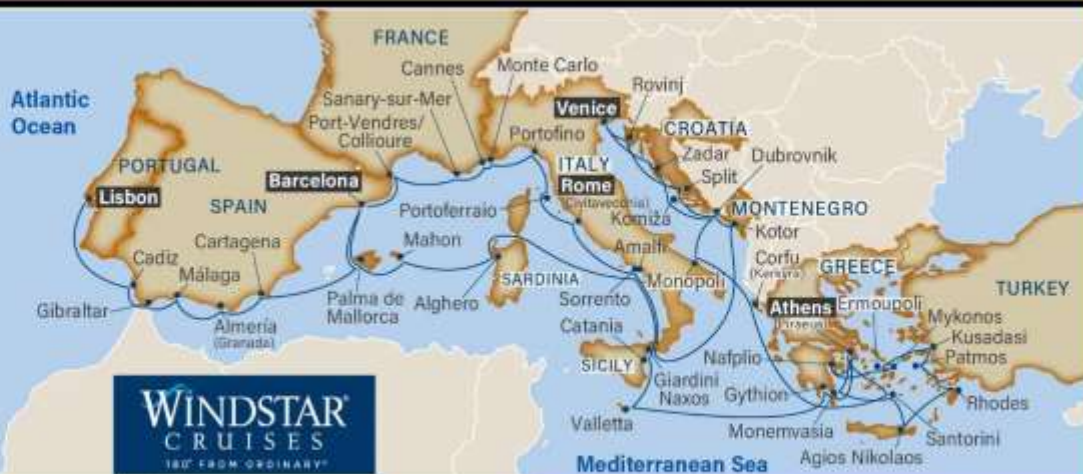 FRANCE
Cannes
Monte Carlo
Rovinj
Atlantic
Ocean
Sanary-sur-Mer
Port-Vendres/
Collioure
Venice
Portofino
CROATIA
PORTUGAL
Barcelona
ITALY
Zadar
Dubrovnik
Lisbon
SPAIN
Rome
(Civitavecchia)
Split
Portoferraio
Komiža
MONTENEGRO
Cartagena
Mahon
Amalfi
Kotor
Cadiz
Málaga
SARDINIA
Monopoli
Corfu
(Kerkyra)
GREECE
TURKEY
Gibraltar
Almería
(Granada)
Palma de
Mallorca
Alghero
Sorrento
Athens
(Piraeus)
Ermoupoli
Mykonos
Catania
Kusadasi
Patmos
SICILY
Nafplio
Giardini
Naxos
Gythion
Rhodes
Valletta
Monemvasia
Santorini
Agios Nikolaos
Mediterranean Sea
WINDSTAR®
CRUISES
180° FROM ORDINARY®